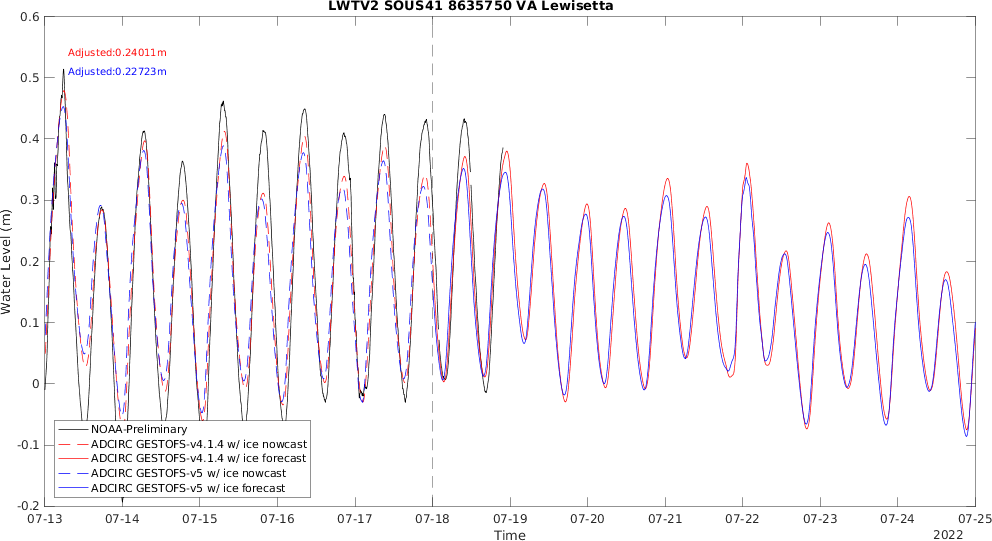 LWTV2 SOUS41 8635750 VA Lewisetta
Adjusted:0.24011m
Adjusted:0.22723m
Water Level (m)
0.6
0.5
0.4
0.3
0.2
0.1
0
-0.1
-0.2
NOAA-Preliminary
ADCIRC GESTOFS-v4.1.4 w/ ice nowcast
ADCIRC GESTOFS-v4.1.4 w/ ice forecast
ADCIRC GESTOFS-v5 w/ ice nowcast
ADCIRC GESTOFS-v5 w/ ice forecast
07-13 07-14 07-15 07-16 07-17 07-18 07-19 07-20 07-21 07-22 07-23 07-24 07-25
Time
2022